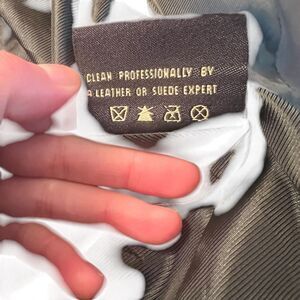 CLEAN PROFESSIONALLY BY
A LEATHER OR SUEDE EXPERT